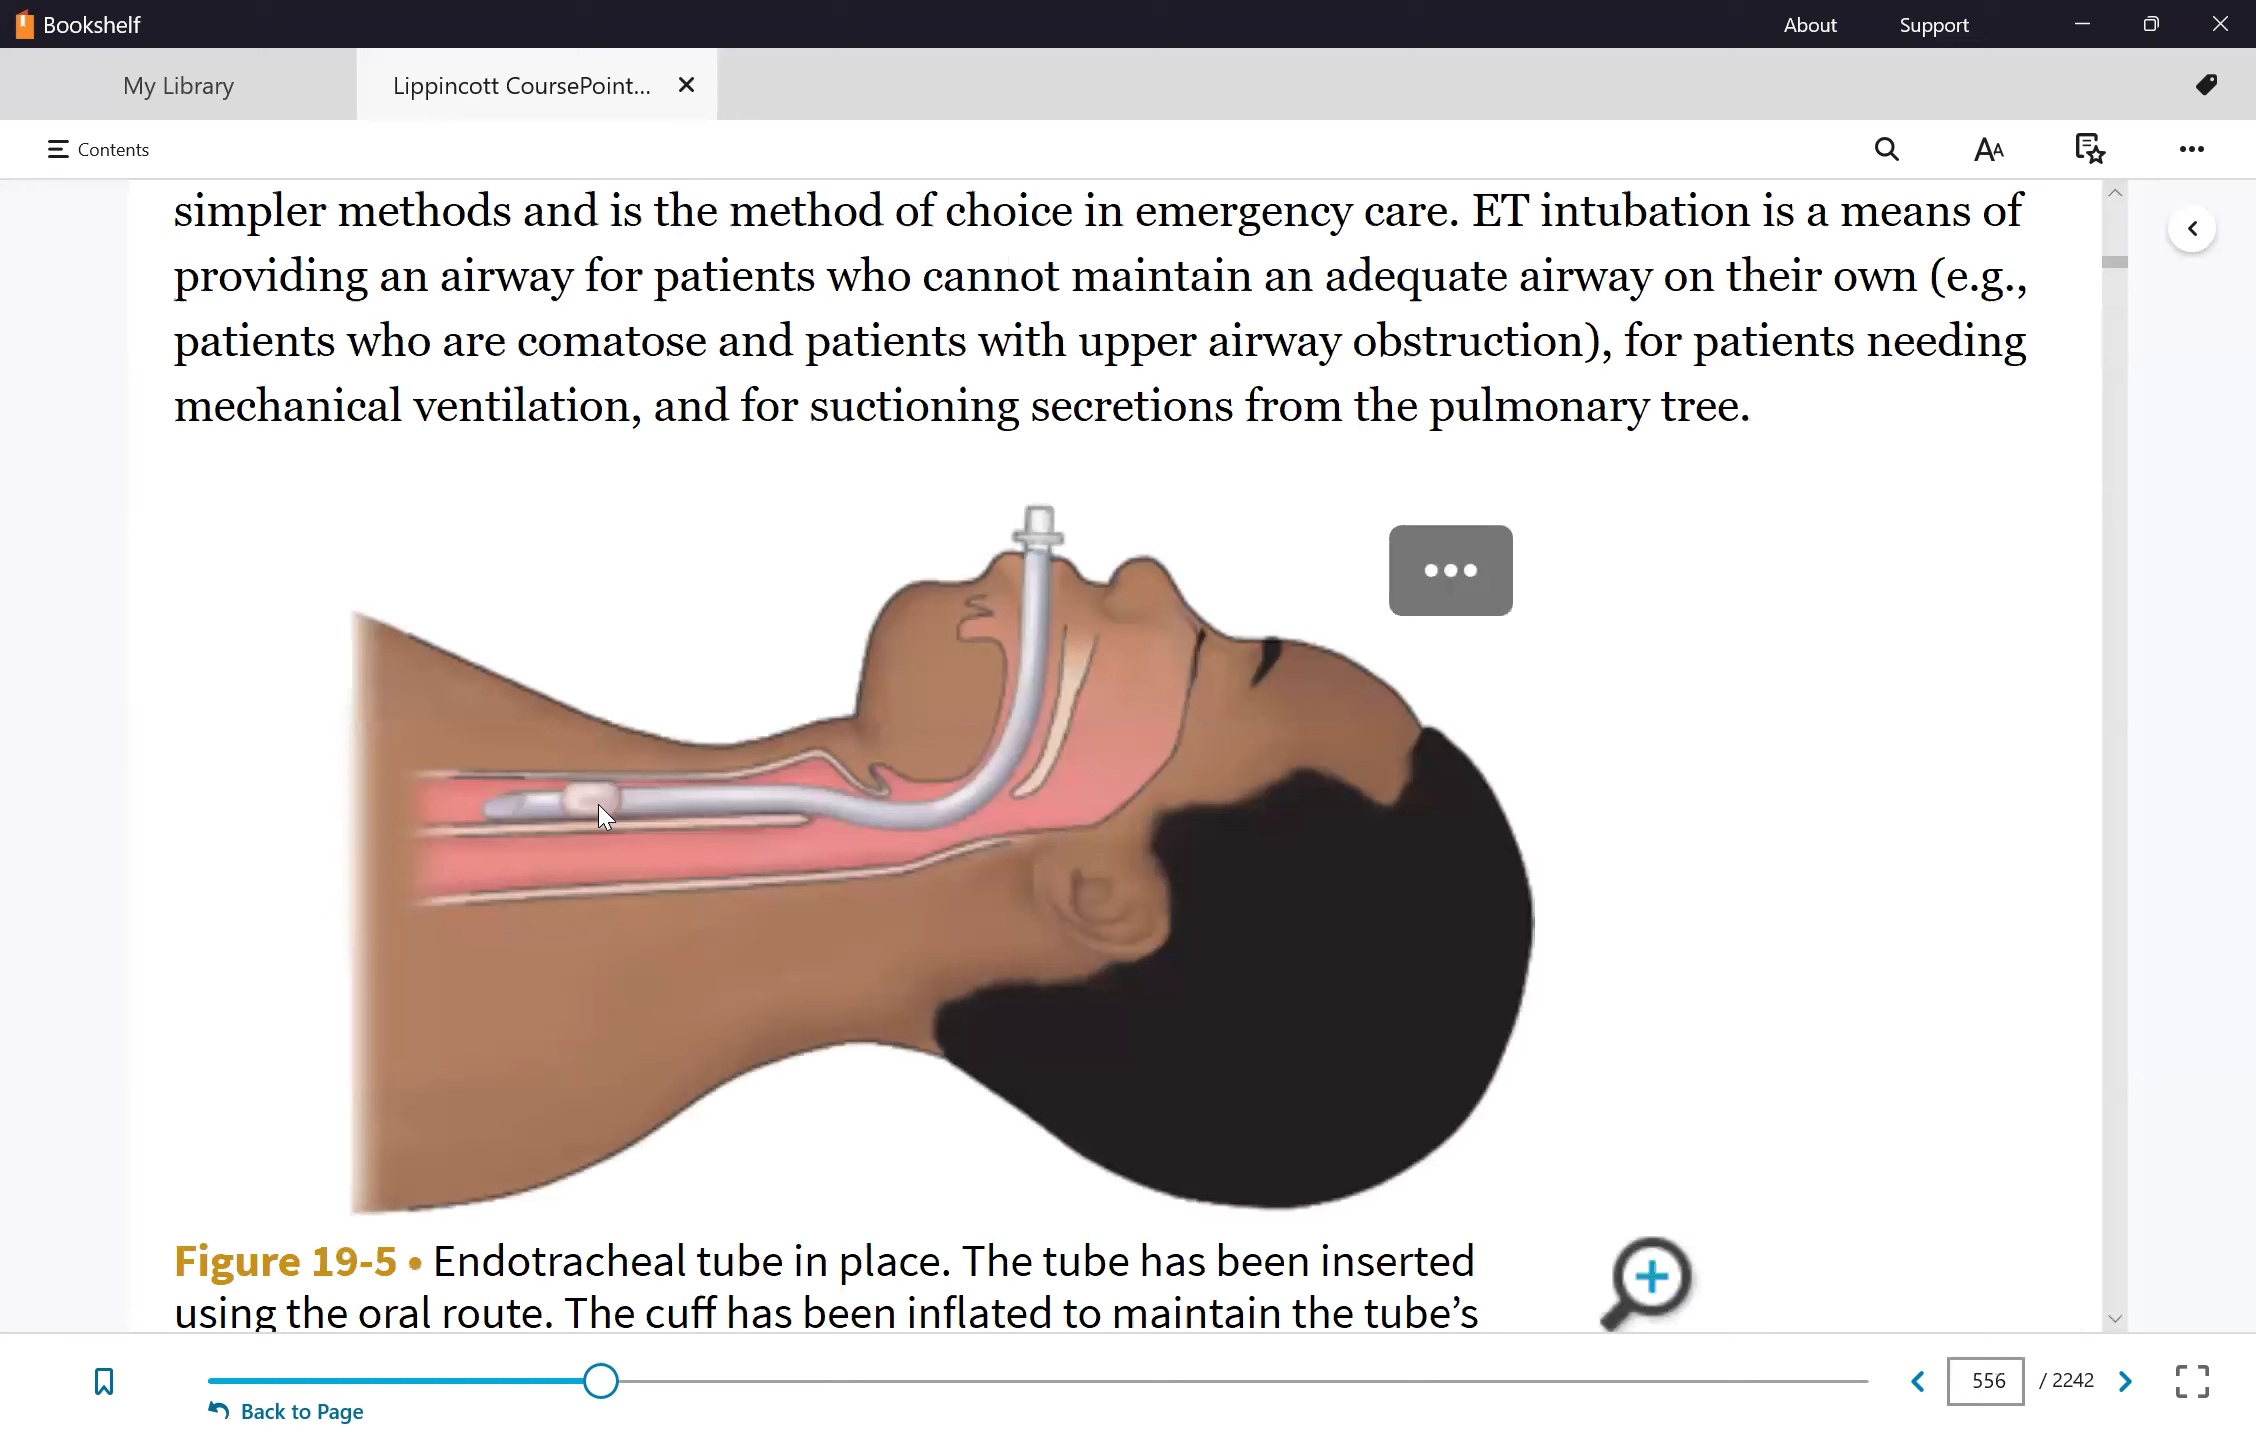 Bookshelf
About
Support
My Library
Lippincott CoursePoint...
Contents
simpler methods and is the method of choice in emergency care. ET intubation is a means of
providing an airway for patients who cannot maintain an adequate airway on their own (e.g.,
patients who are comatose and patients with upper airway obstruction), for patients needing
mechanical ventilation, and for suctioning secretions from the pulmonary tree.
Figure 19-5 • Endotracheal tube in place. The tube has been inserted
using the oral route. The cuff has been inflated to maintain the tube’s
556 / 2242
Back to Page